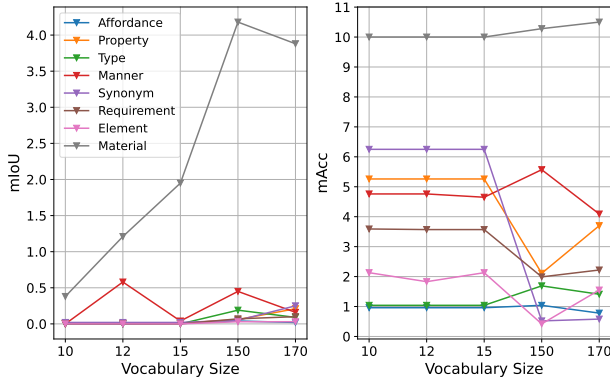 mIoU
4.0
3.5
3.0
2.5
2.0
1.5
1.0
0.5
0.0
Affordance
Property
Type
Manner
Synonym
Requirement
Element
Material
10 12 15 150 170
Vocabulary Size
mAcc
11
10
9
8
7
6
5
4
3
2
1
0
10 12 15 150 170
Vocabulary Size